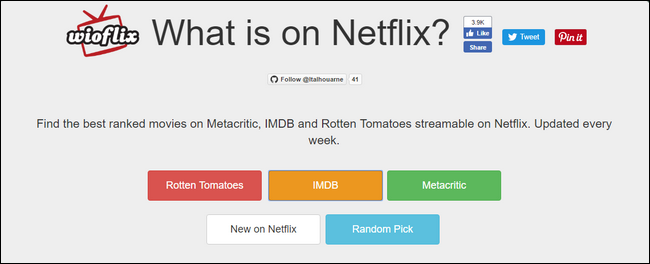 wioflix
What is on Netflix?
3.9K
Like
Share
Tweet
Pin it
Follow @ltalhouarne
41
Find the best ranked movies on Metacritic, IMDB and Rotten Tomatoes streamable on Netflix. Updated every
week.
Rotten Tomatoes
IMDB
Metacritic
New on Netflix
Random Pick